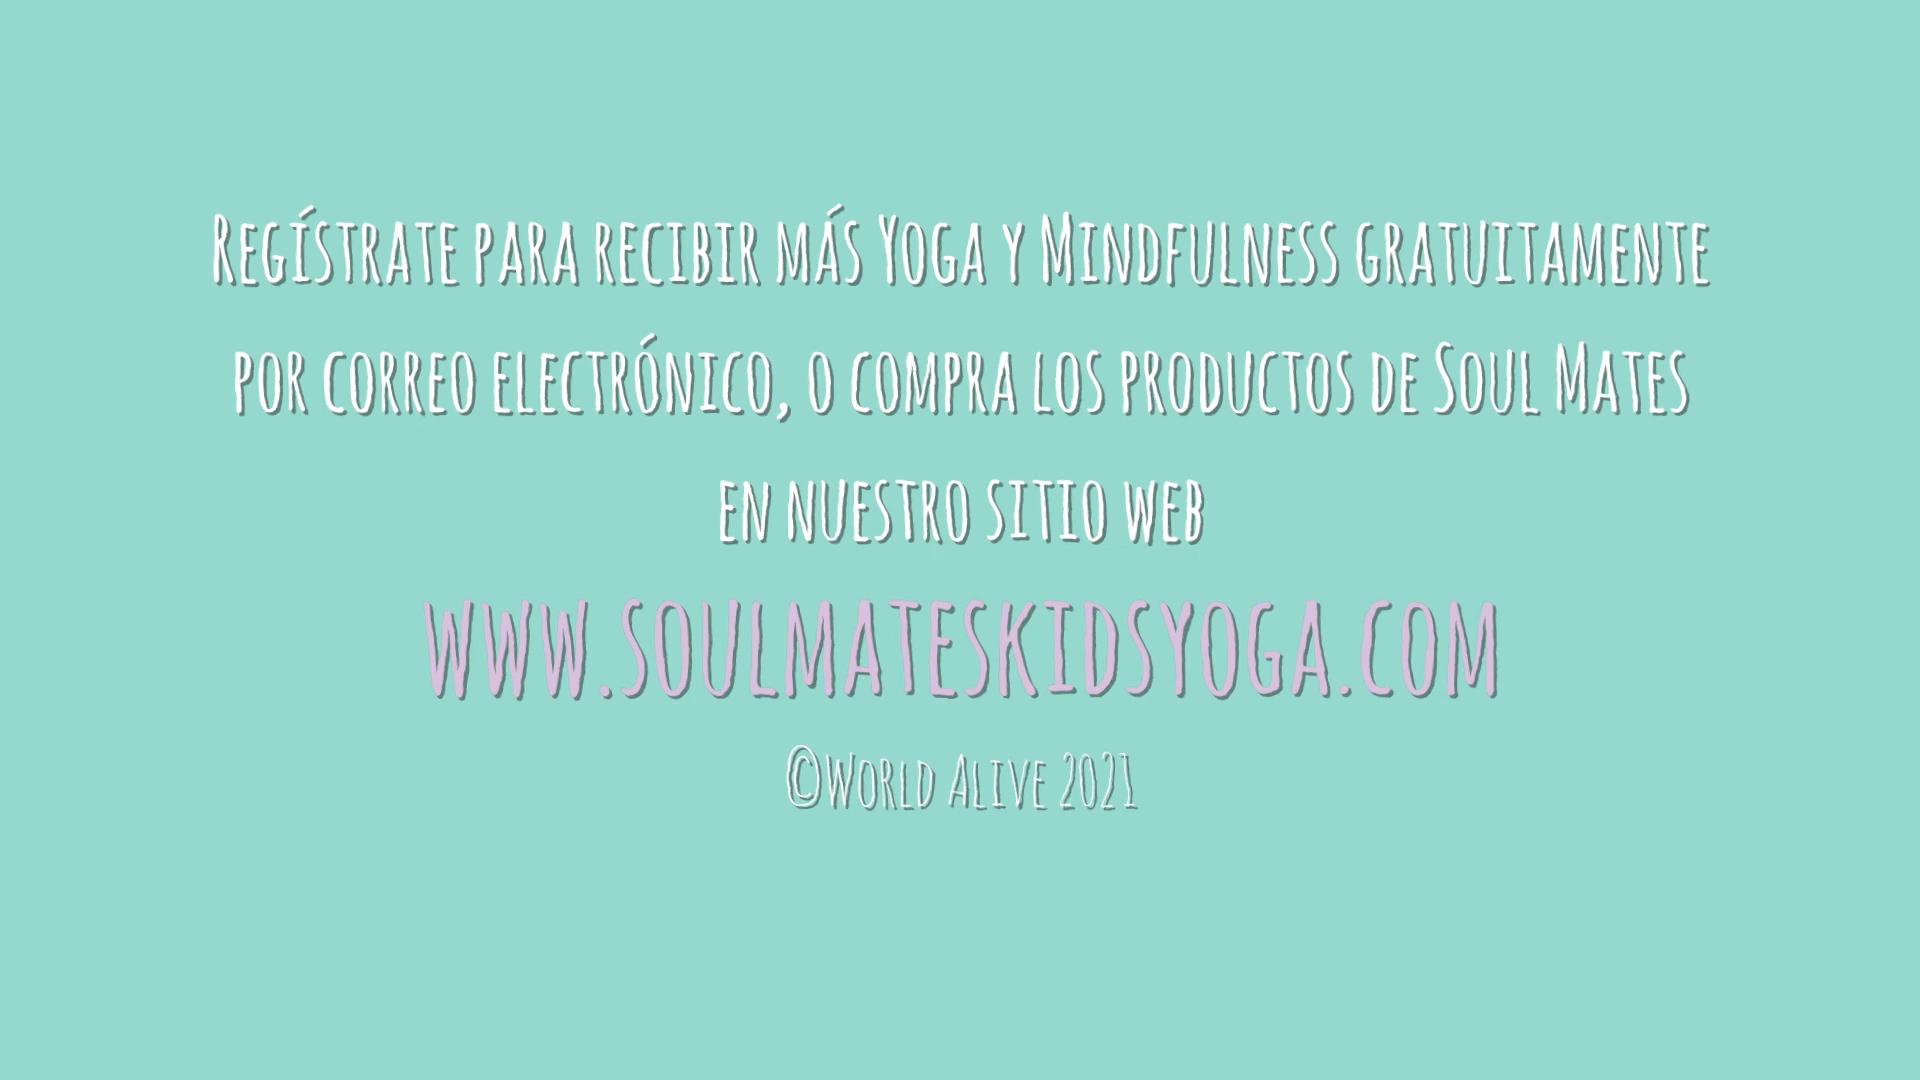 Regístrate para recibir más Yoga y Mindfulness gratuitamente
por correo electrónico, o compra los productos de Soul Mates
en nuestro sitio web
www.soulmateskidsyoga.com
©World Alive 2021